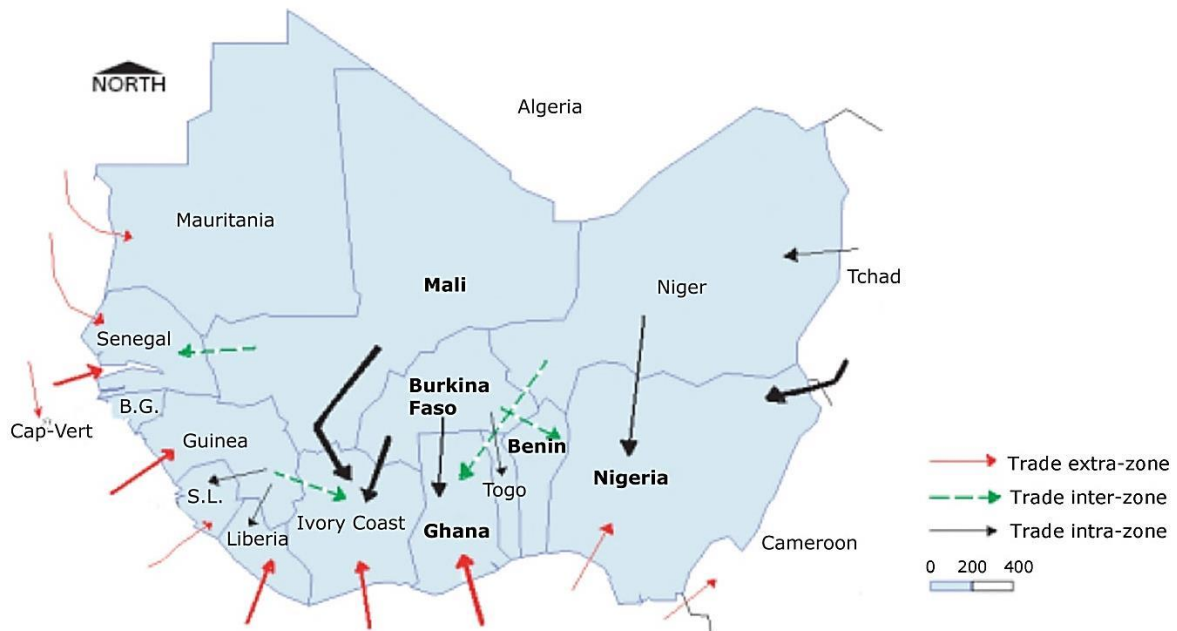 NORTH
Algeria
Mauritania
Mali
Niger
Tchad
Senegal
Burkina
Faso
B.G.
Cap-Vert
Guinea
Benin
Nigeria
Trade extra-zone
S.L.
Togo
Trade inter-zone
Ivory Coast
Liberia
Ghana
Trade intra-zone
Cameroon
0 200 400